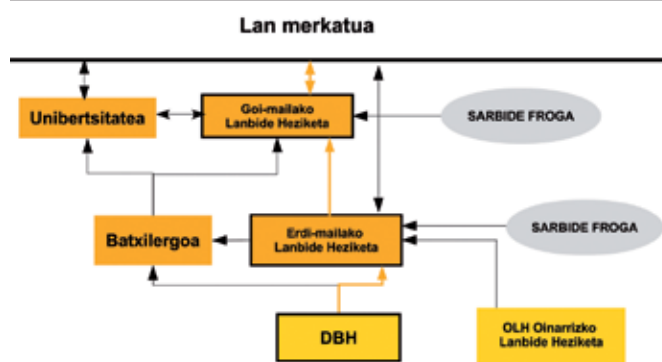 Lan merkatua
Unibertsitatea
Goi-mailako
Lanbide Heziketa
SARBIDE FROGA
Batxilergoa
Erdi-mailako
Lanbide Heziketa
SARBIDE FROGA
DBH
OLH Oinarrizko
Lanbide Heziketa